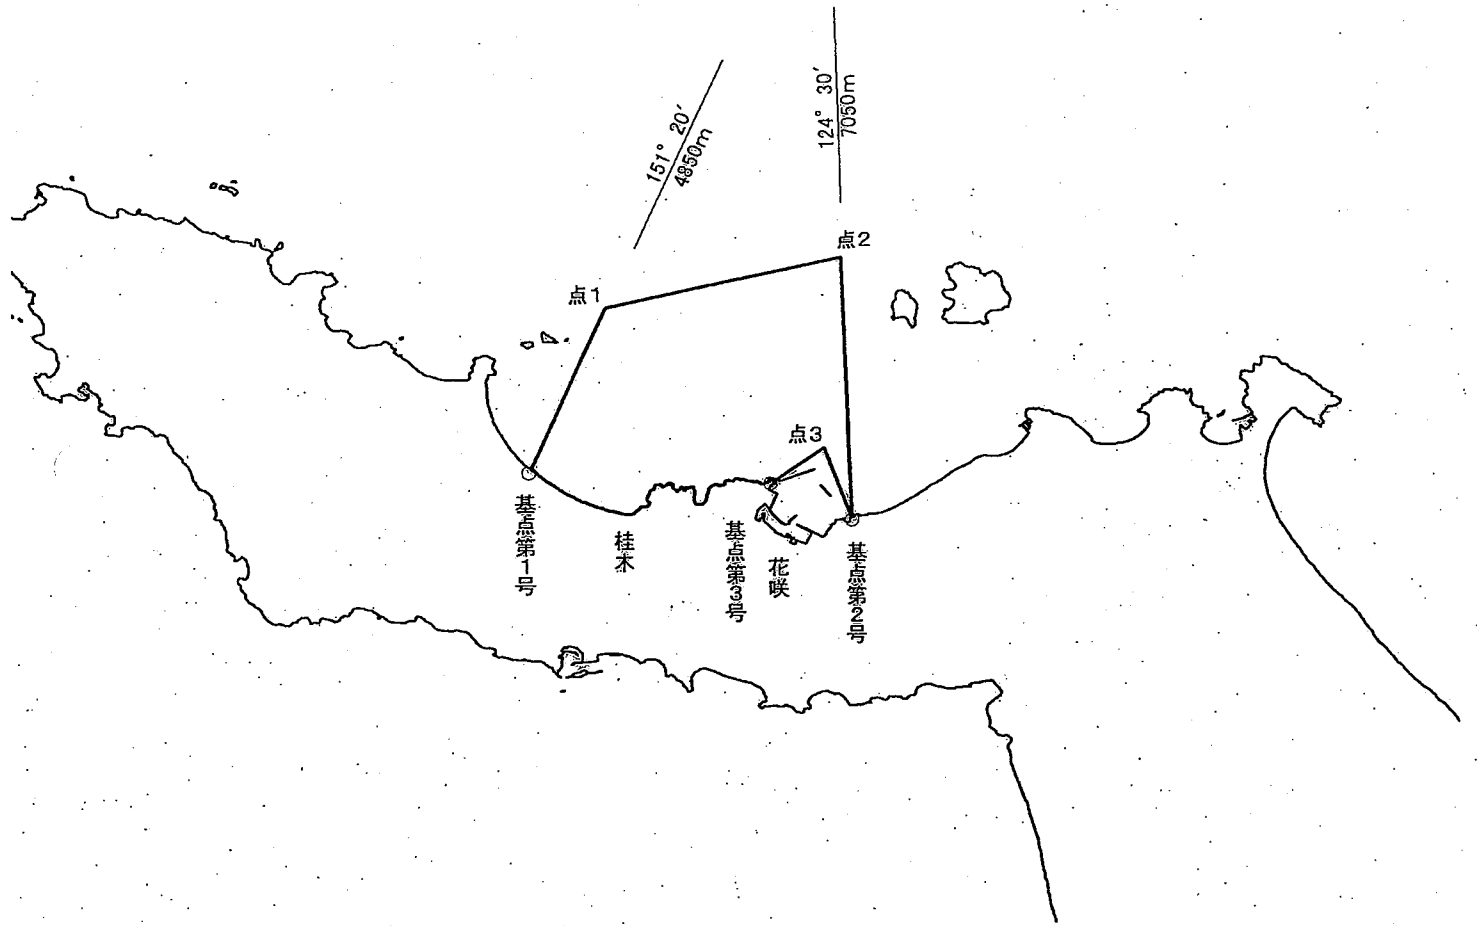 151° 20′
4850m
124° 30′
7050m
点2
点1
点3
基点第1号
桂木
基点第3号
花咲
基点第2号